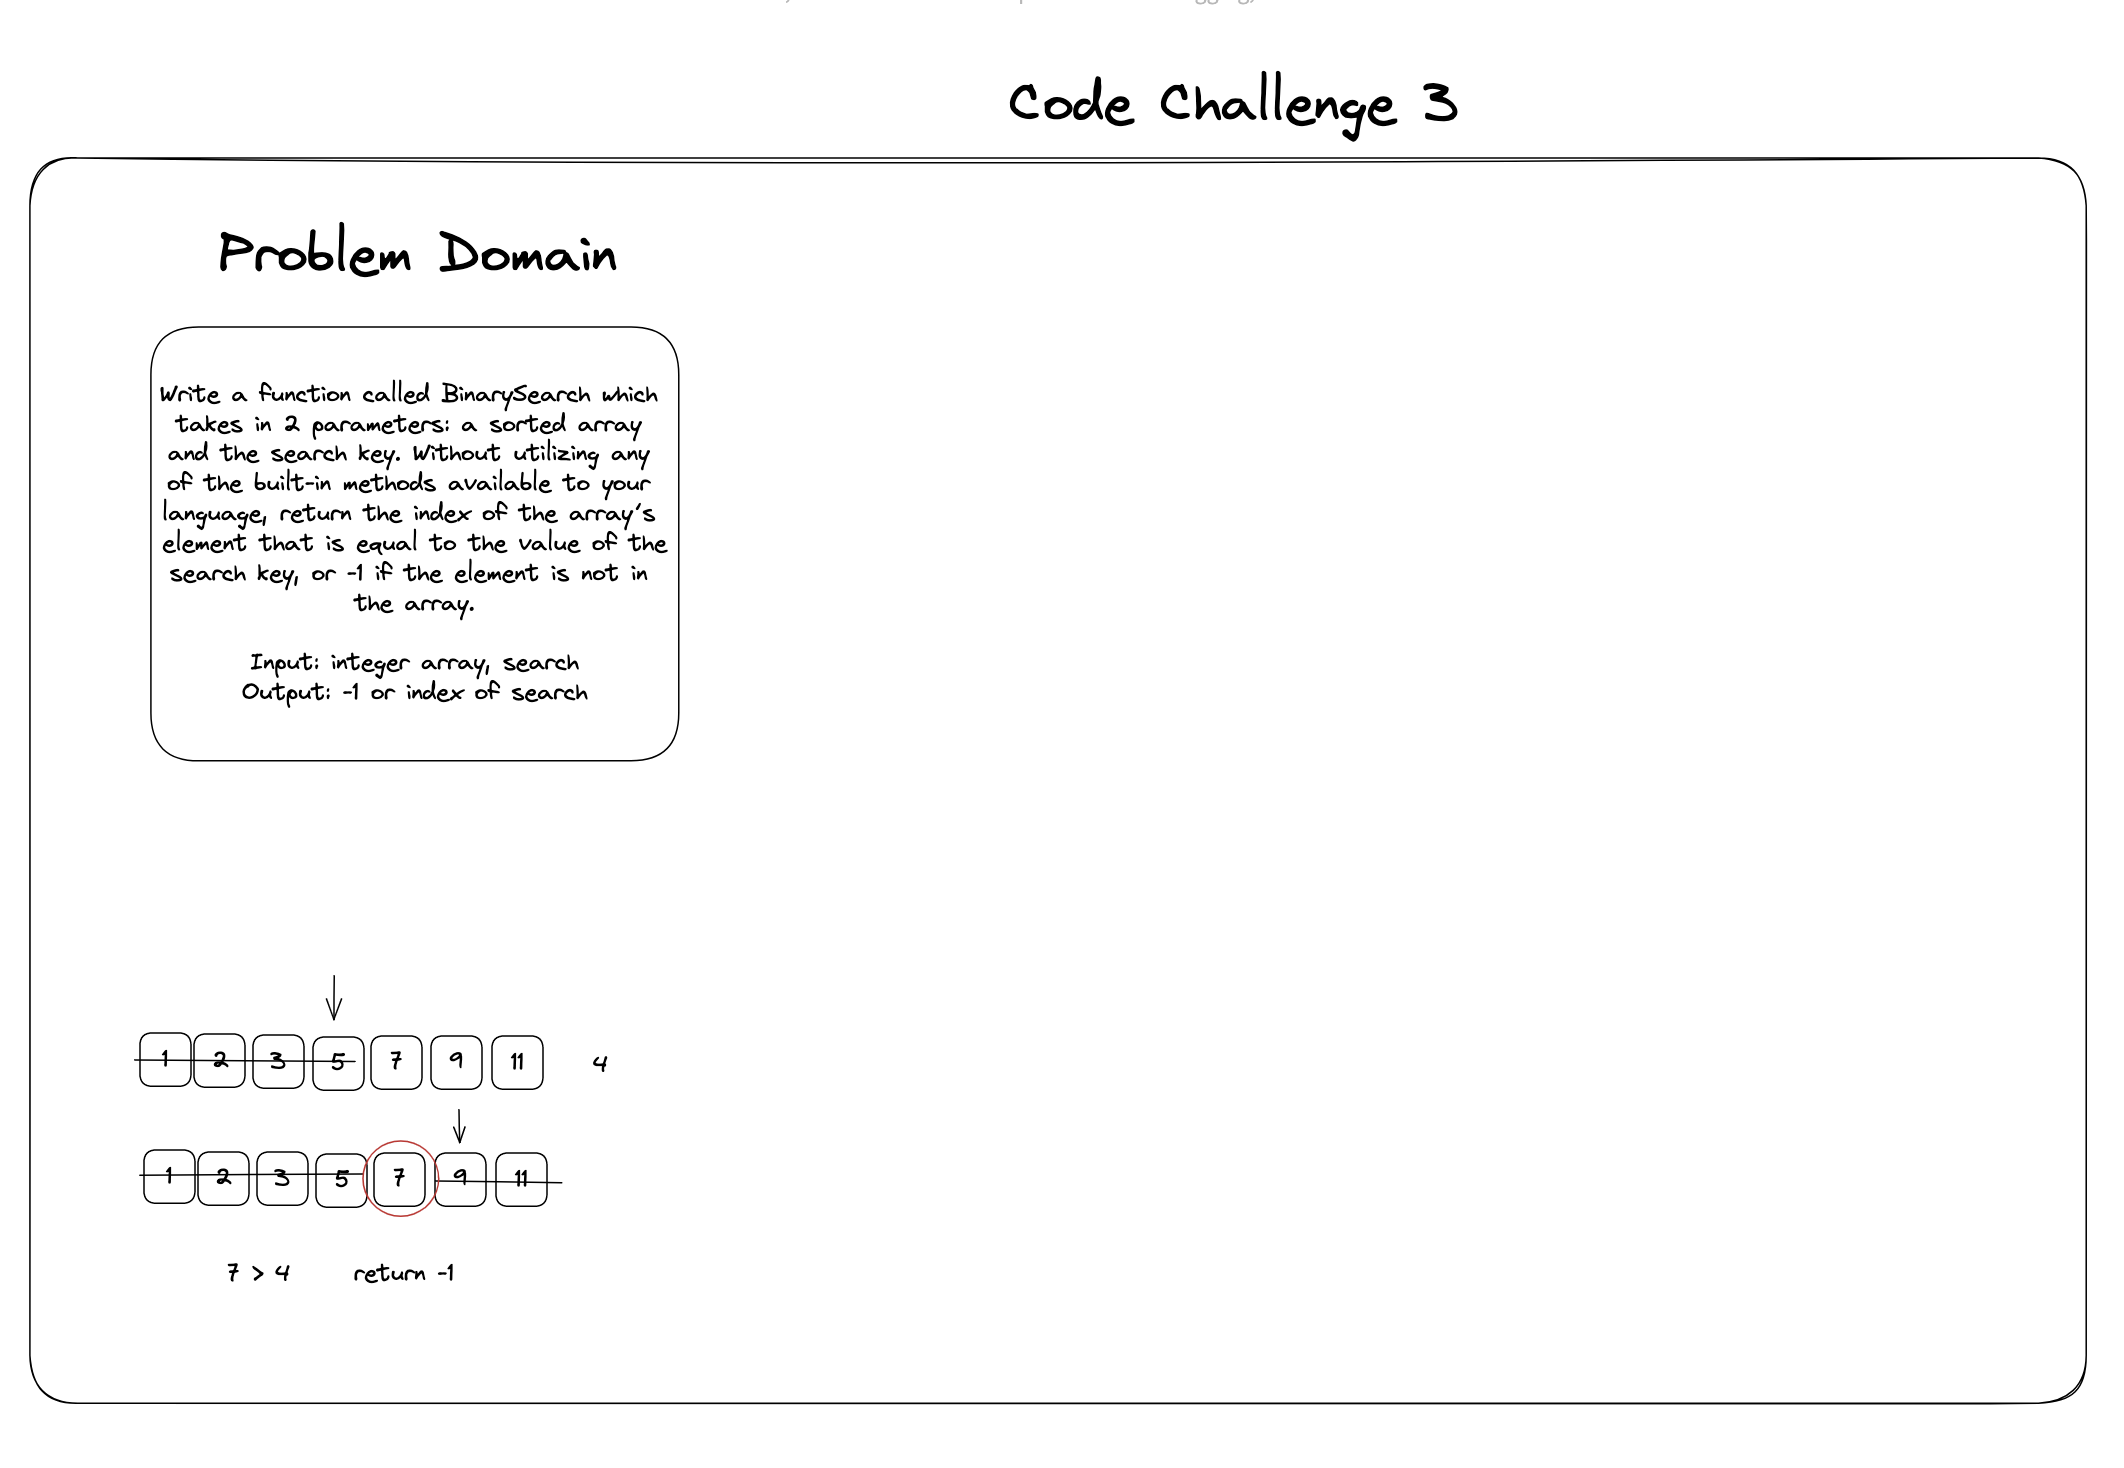 Code Challenge 3
Problem Domain
Write a function called BinarySearch which
takes in 2 parameters: a sorted array
and the search key. Without utilizing any
of the built-in methods available to your
language, return the index of the array's
element that is equal to the value of the
search key, or -1 if the element is not in
the array.
Input: integer array, search
Output: -1 or index of search
1 2 3 5 7 9 11 4
1 2 3 5 7 9 11
7 > 4 return -1